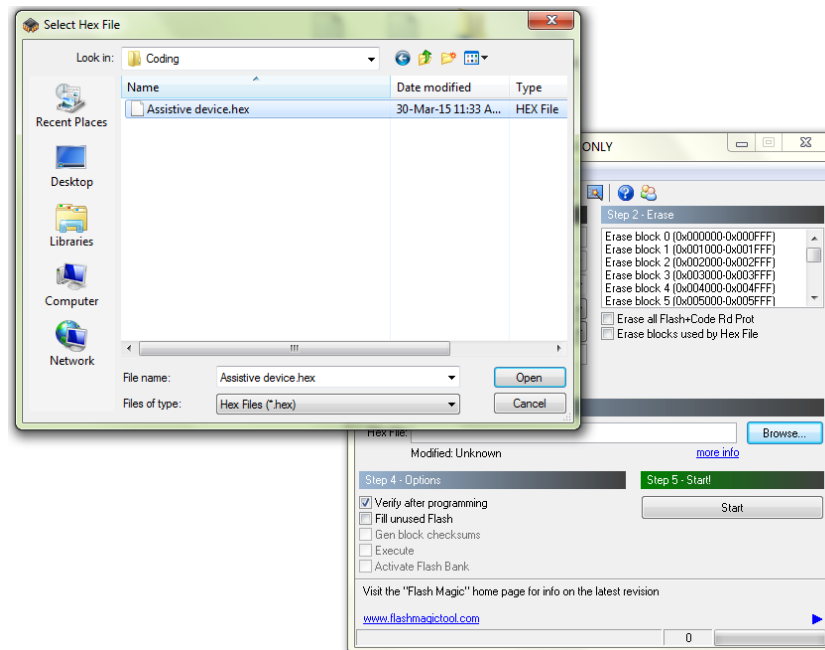 Select Hex File
Look in: Coding
Name Date modified Type
Assistive device.hex 30-Mar-15 11:33 A... HEX File
Recent Places
Desktop
Libraries
Computer
Network
File name: Assistive device.hex Open
Files of type: Hex Files (*.hex) Cancel
ONLY
Step 2 - Erase
Erase block 0 (0x000000-0x000FFF)
Erase block 1 (0x001000-0x001FFF)
Erase block 2 (0x002000-0x002FFF)
Erase block 3 (0x003000-0x003FFF)
Erase block 4 (0x004000-0x004FFF)
Erase block 5 (0x005000-0x005FFF)
Erase all Flash+Code Rd Prot
Erase blocks used by Hex File
Hex File: Browse...
Modified: Unknown more info
Step 4 - Options Step 5 - Start!
Verify after programming Start
Fill unused Flash
Gen block checksums
Execute
Activate Flash Bank
Visit the "Flash Magic" home page for info on the latest revision
www.flashmagictool.com
0